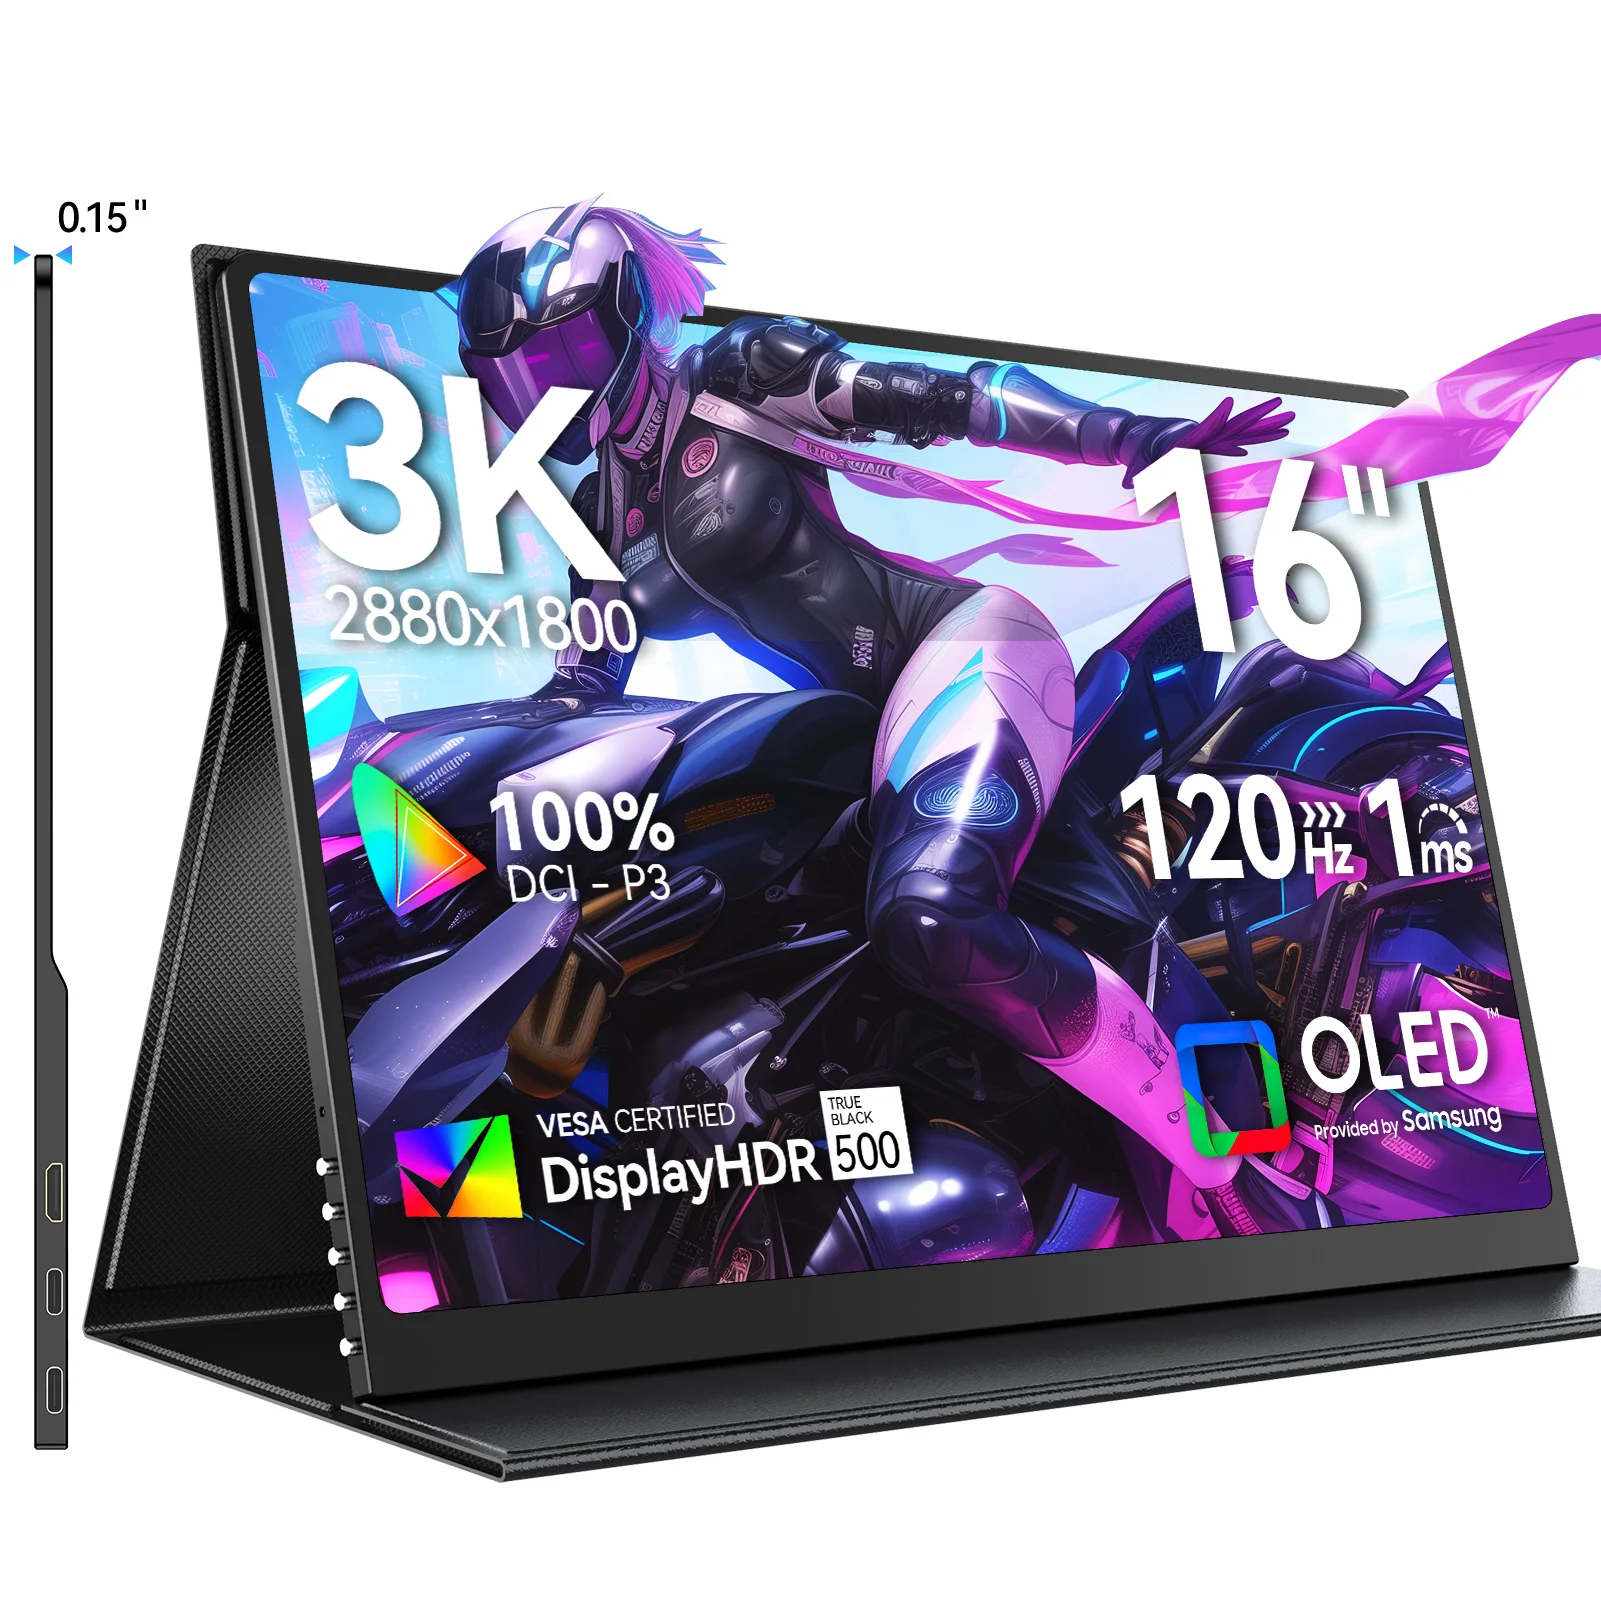 0.15"
3K
16"
2880x1800
100%
DCI - P3
120Hz 1ms
OLED™
Provided by Samsung
VESA CERTIFIED
DisplayHDR
TRUE
BLACK
500